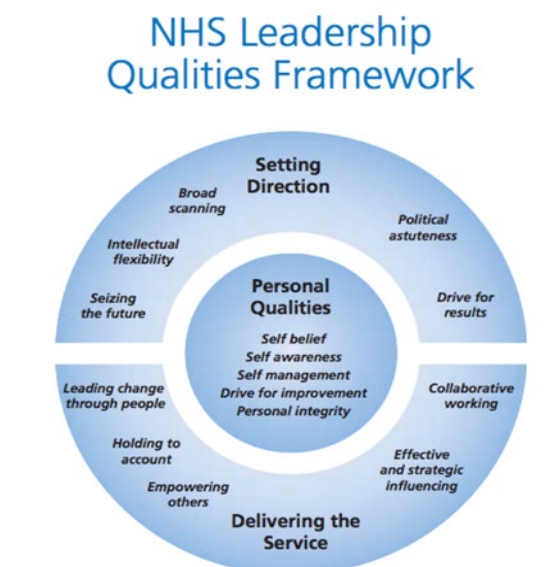 NHS Leadership
Qualities Framework
Setting
Direction
Broad
scanning
Intellectual
flexibility
Seizing
the future
Political
astuteness
Drive for
results
Personal
Qualities
Self belief
Self awareness
Self management
Drive for improvement
Personal integrity
Leading change
through people
Holding to
account
Empowering
others
Collaborative
working
Effective
and strategic
influencing
Delivering the
Service